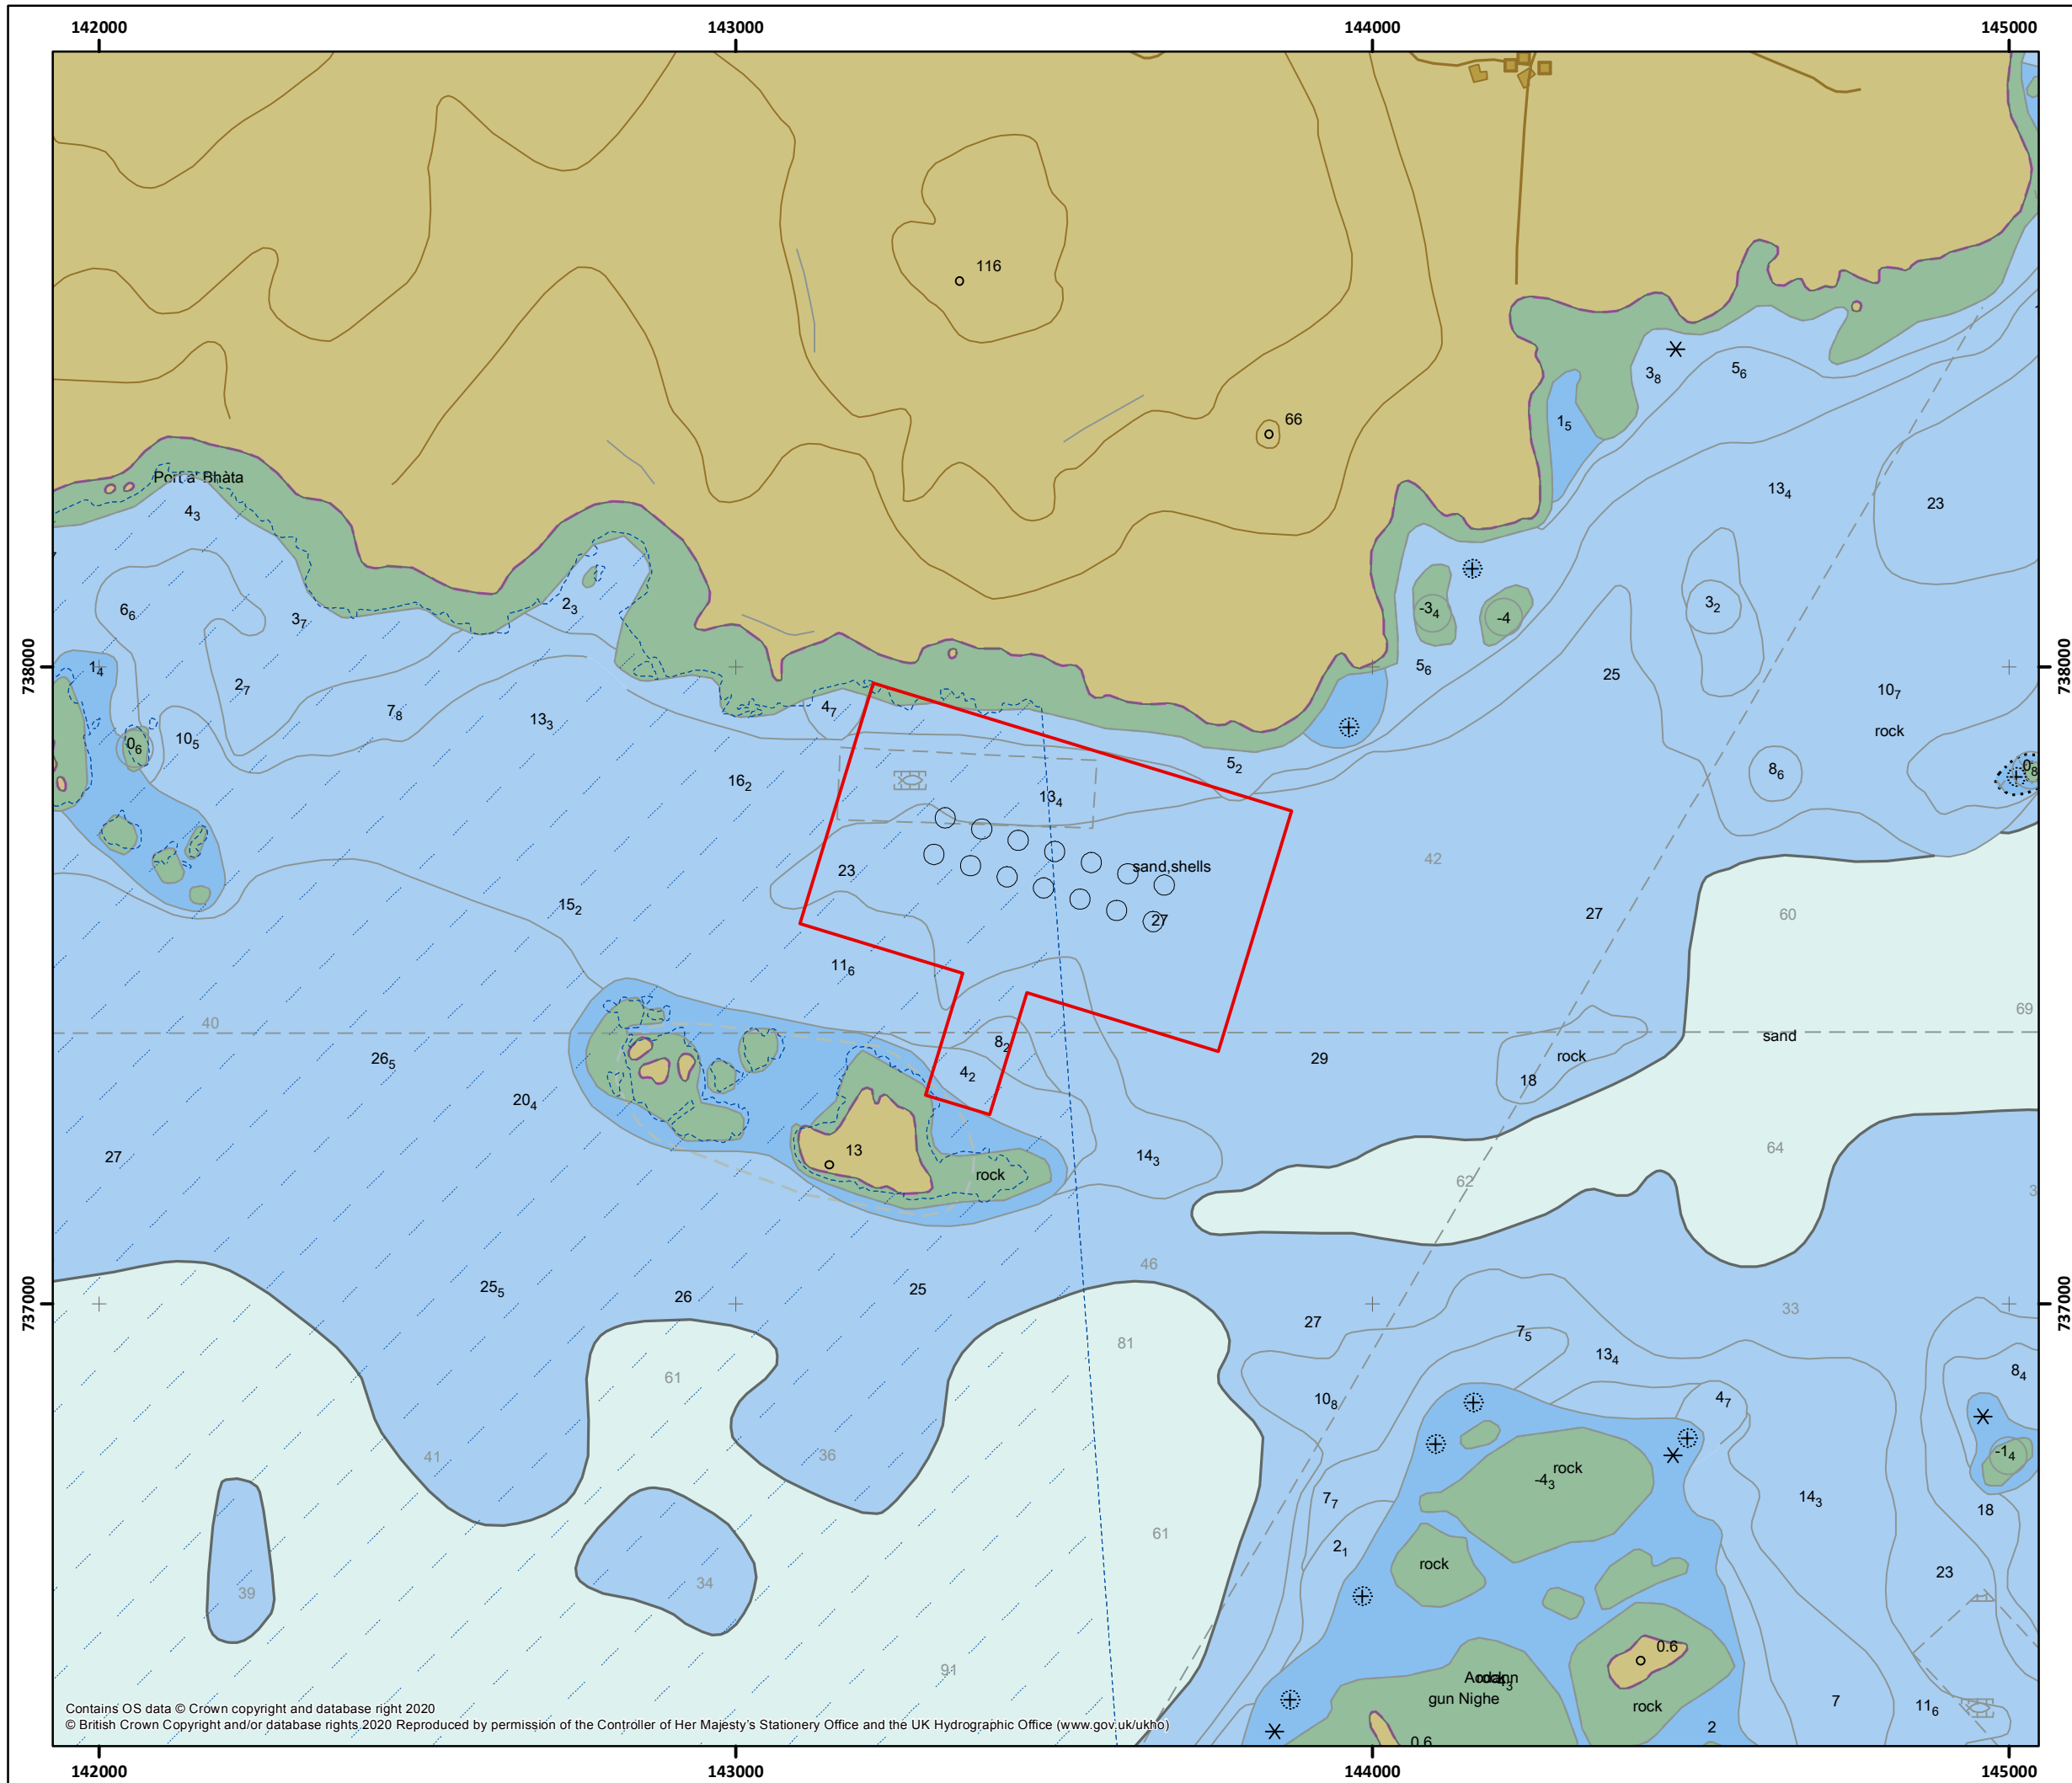 142000 143000 144000 145000
116
66
3₈ 5₆
1₅
Port a' Bhàta
13₄ 23
4₃
6₆ 3₇ 2₃
-3₄ -4 3₂
738000 738000
1₄ 2₇ 5₆ 25 10₇
7₈ 13₃ 4₇
0₆ 10₅ rock
16₂ 5₂ 8₆ 0₈
13₄
23 sand,shells 42
15₂ 27 27 60
11₆
40 8₂ 69
26₅ 4₂ 29 rock sand
20₄ 18
27 13 14₃ 64
rock 62
46
25₅ 26 25
737000 737000
27 7₅ 33
81 13₄
61 10₈ 4₇ 8₄
41 36 rock -1₄
-4₃
7₇ 14₃ 18
61 2₁
rock
39 34 23
0.6
91
gun Nighe rock 7 11₆
2
0.6
Contains OS data © Crown copyright and database right 2020
© British Crown Copyright and/or database rights 2020 Reproduced by permission of the Controller of Her Majesty's Stationery Office and the UK Hydrographic Office (www.gov.uk/ukho)
142000 143000 144000 145000